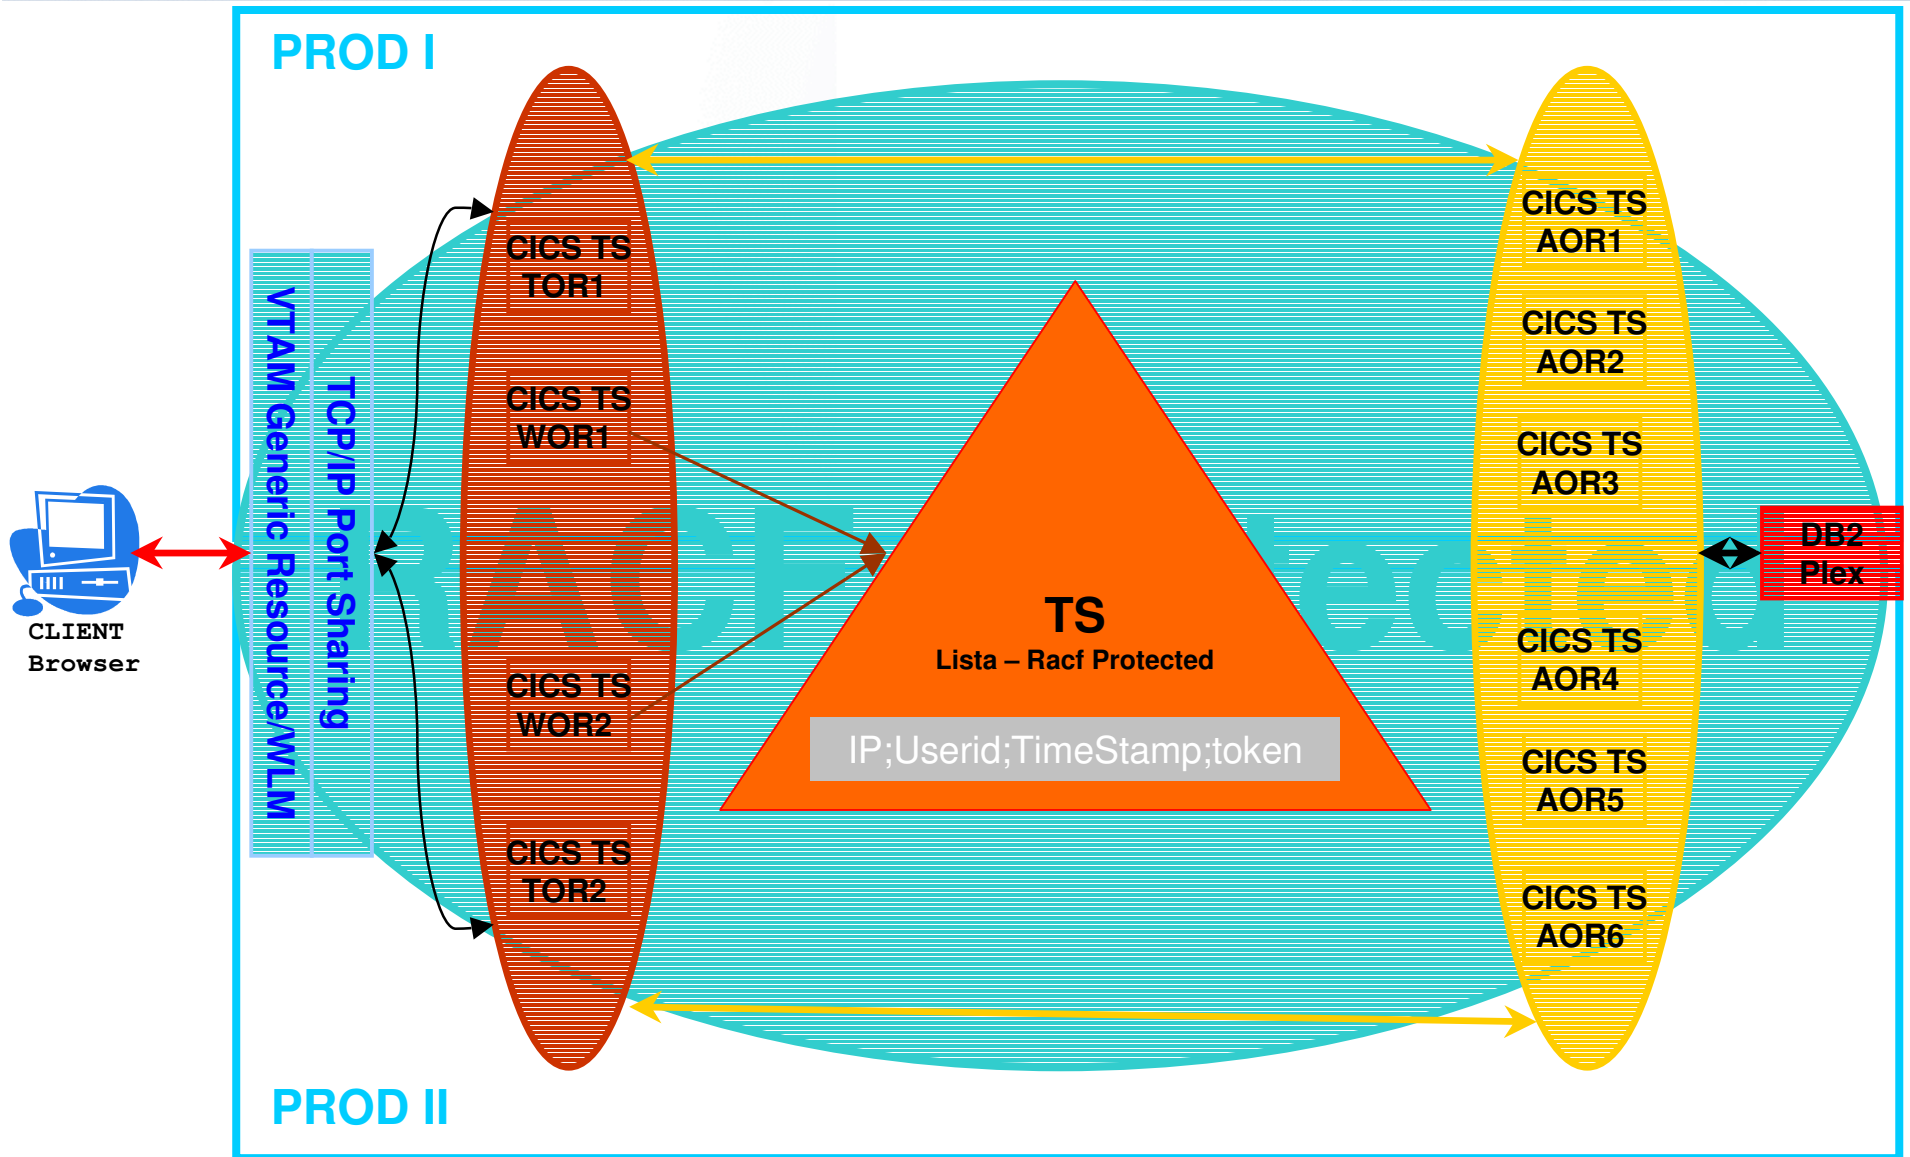 PROD I
CICS TS
TOR1
CICS TS
WOR1
CICS TS
WOR2
CICS TS
TOR2
VTAM Generic Resource/WLM
TCP/IP Port Sharing
CLIENT
Browser
RACF
TS
Lista – Racf Protected
IP;Userid;TimeStamp;token
CICS TS
AOR1
CICS TS
AOR2
CICS TS
AOR3
CICS TS
AOR4
CICS TS
AOR5
CICS TS
AOR6
DB2
Plex
PROD II